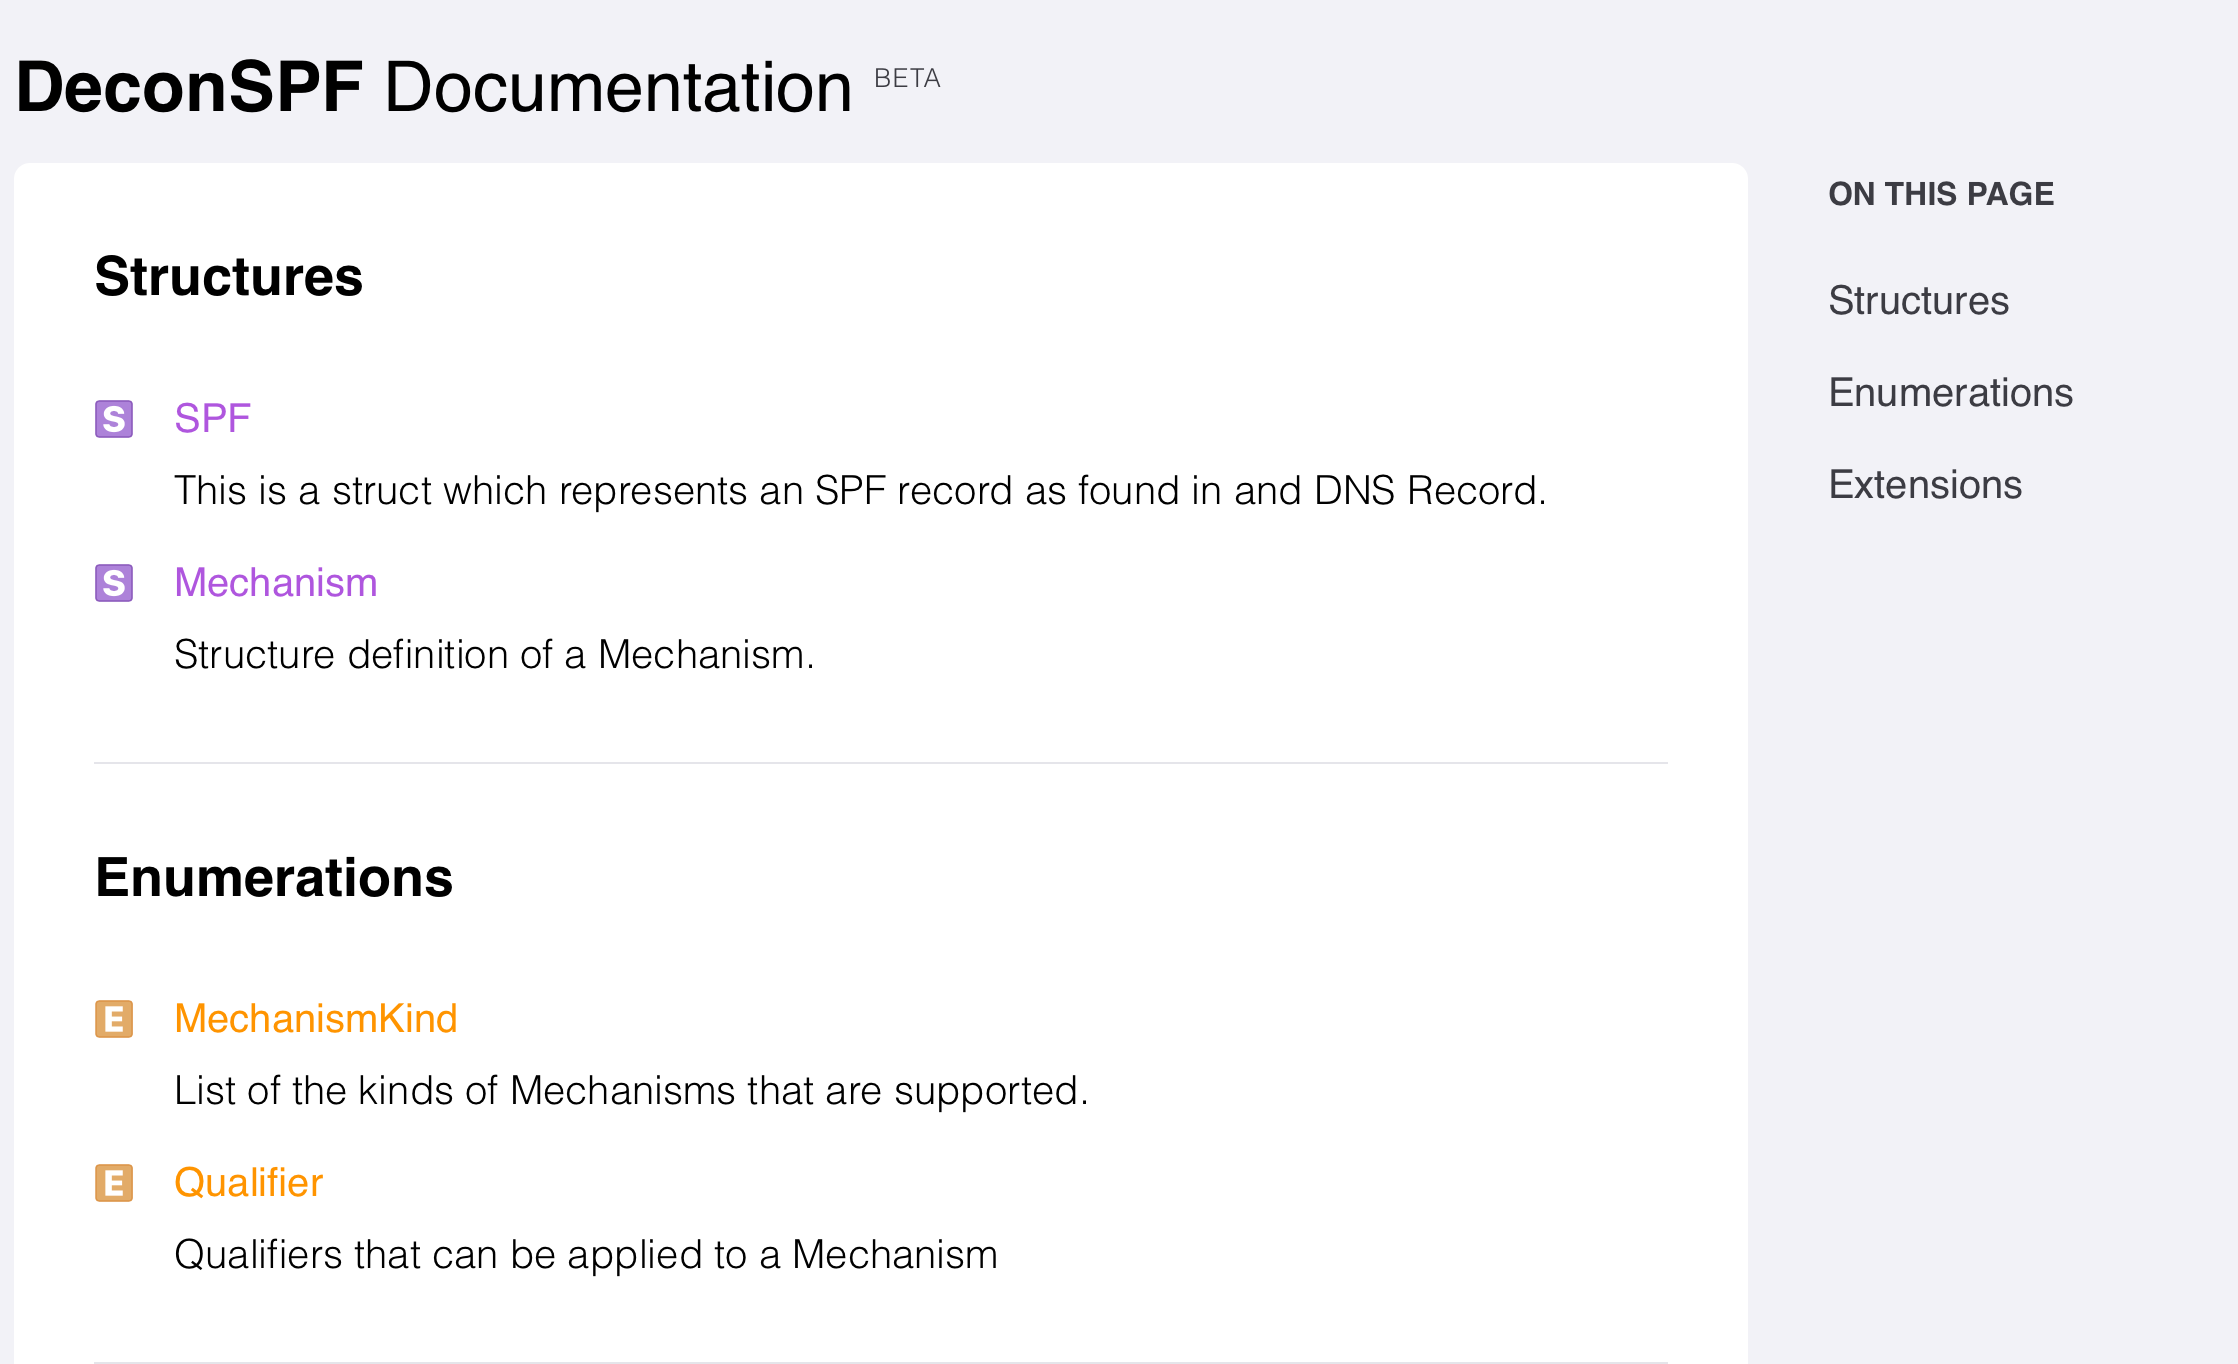 DeconSPF Documentation BETA
Structures
S SPF
This is a struct which represents an SPF record as found in and DNS Record.
S Mechanism
Structure definition of a Mechanism.
Enumerations
E MechanismKind
List of the kinds of Mechanisms that are supported.
E Qualifier
Qualifiers that can be applied to a Mechanism
ON THIS PAGE
Structures
Enumerations
Extensions